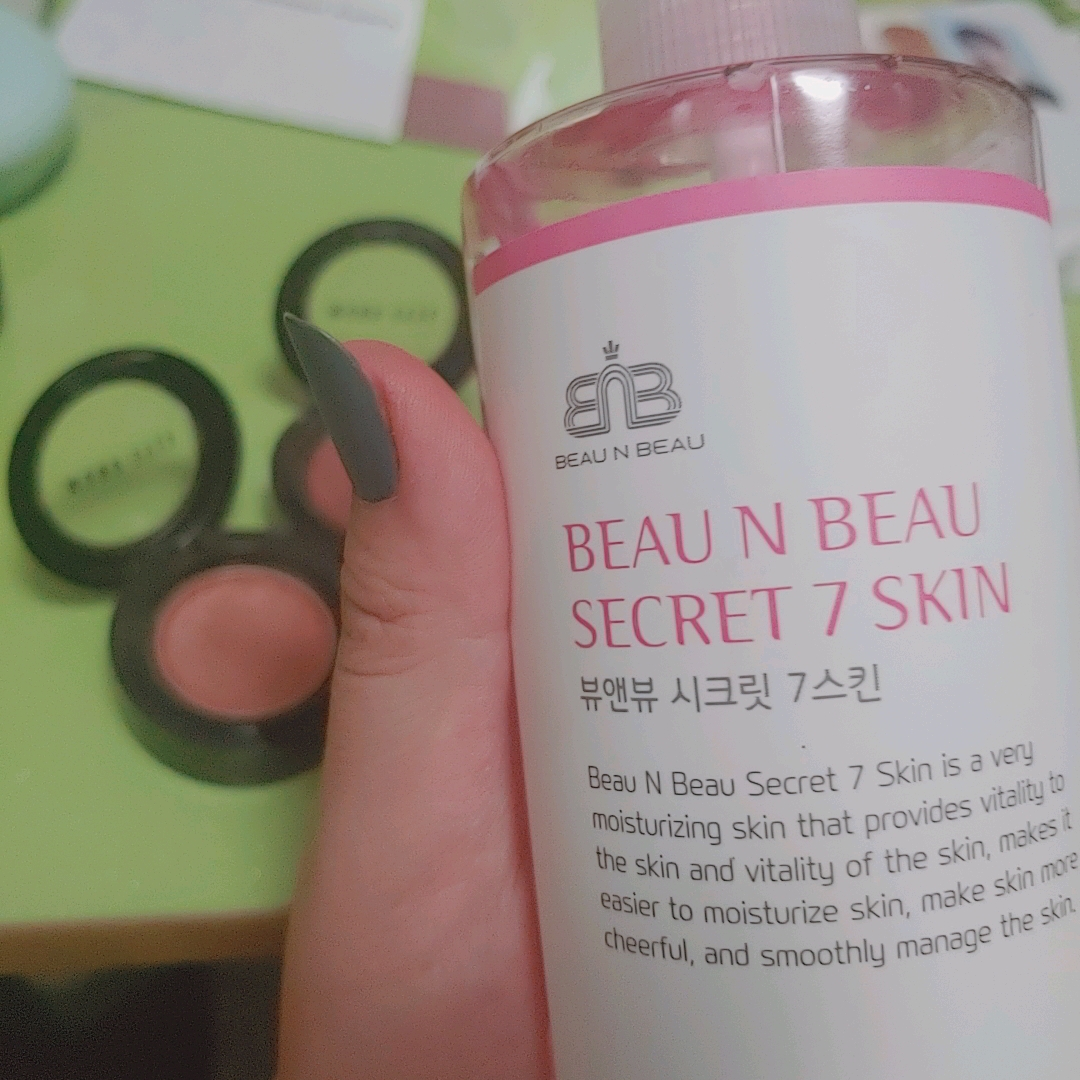 BEAU N BEAU
BEAU N BEAU
SECRET 7 SKIN
뷰앤뷰 시크릿 7스킨
Beau N Beau Secret 7 Skin is a very
moisturizing skin that provides vitality to
the skin and vitality of the skin, makes it
easier to moisturize skin, make skin more
cheerful, and smoothly manage the skin.